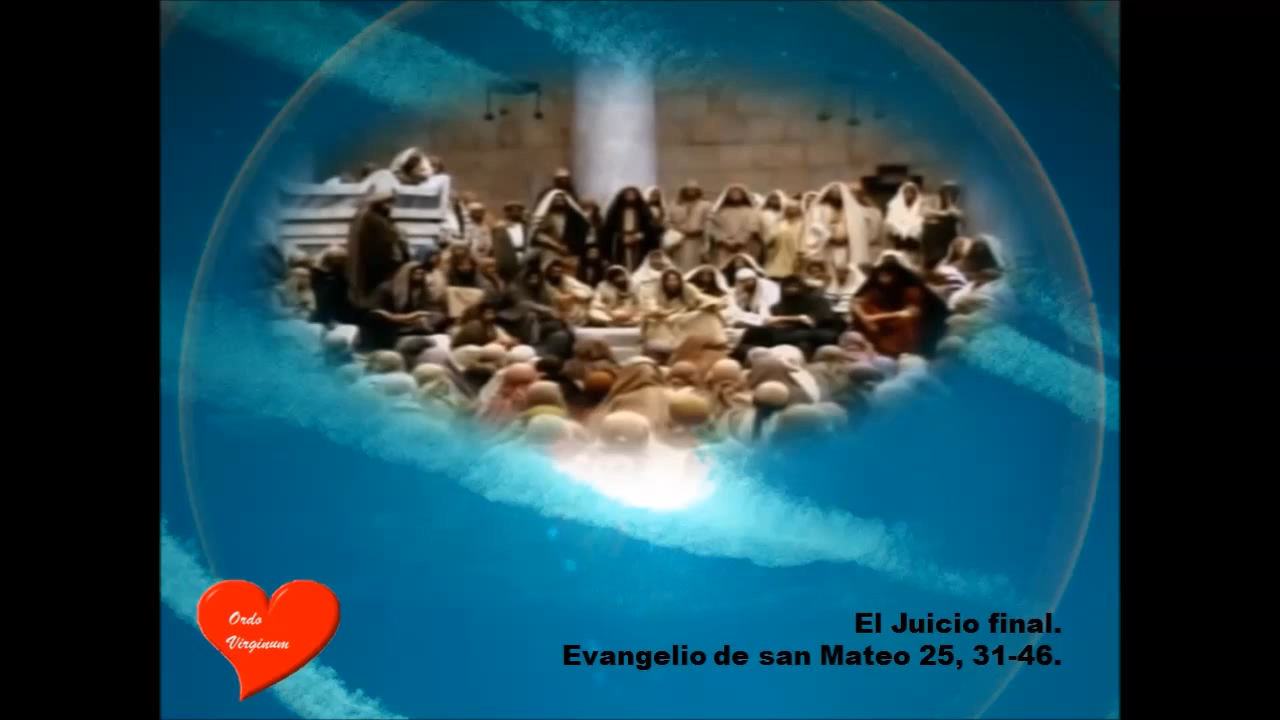 Ordo
Virginum
El Juicio final.
Evangelio de san Mateo 25, 31-46.